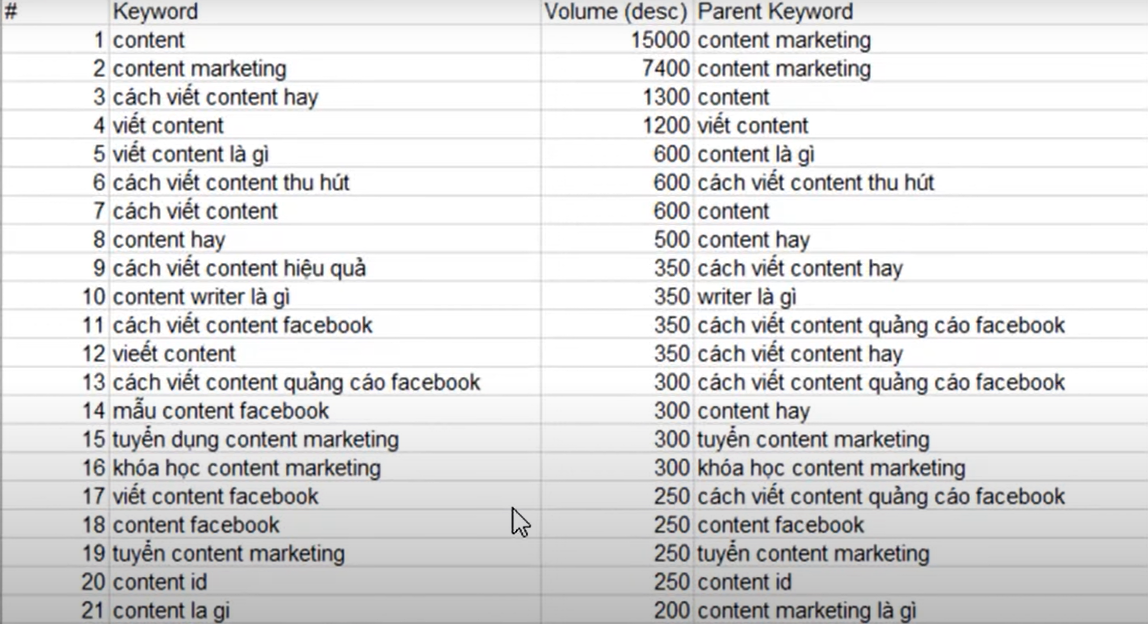 # Keyword Volume (desc) Parent Keyword
1 content 15000 content marketing
2 content marketing 7400 content marketing
3 cách viết content hay 1300 content
4 viết content 1200 viết content
5 viết content là gì 600 content là gì
6 cách viết content thu hút 600 cách viết content thu hút
7 cách viết content 600 content
8 content hay 500 content hay
9 cách viết content hiệu quả 350 cách viết content hay
10 content writer là gì 350 writer là gì
11 cách viết content facebook 350 cách viết content quảng cáo facebook
12 vieết content 350 cách viết content hay
13 cách viết content quảng cáo facebook 300 cách viết content quảng cáo facebook
14 mẫu content facebook 300 content hay
15 tuyển dụng content marketing 300 tuyển content marketing
16 khóa học content marketing 300 khóa học content marketing
17 viết content facebook 250 cách viết content quảng cáo facebook
18 content facebook 250 content facebook
19 tuyển content marketing 250 tuyển content marketing
20 content id 250 content id
21 content la gi 200 content marketing là gì